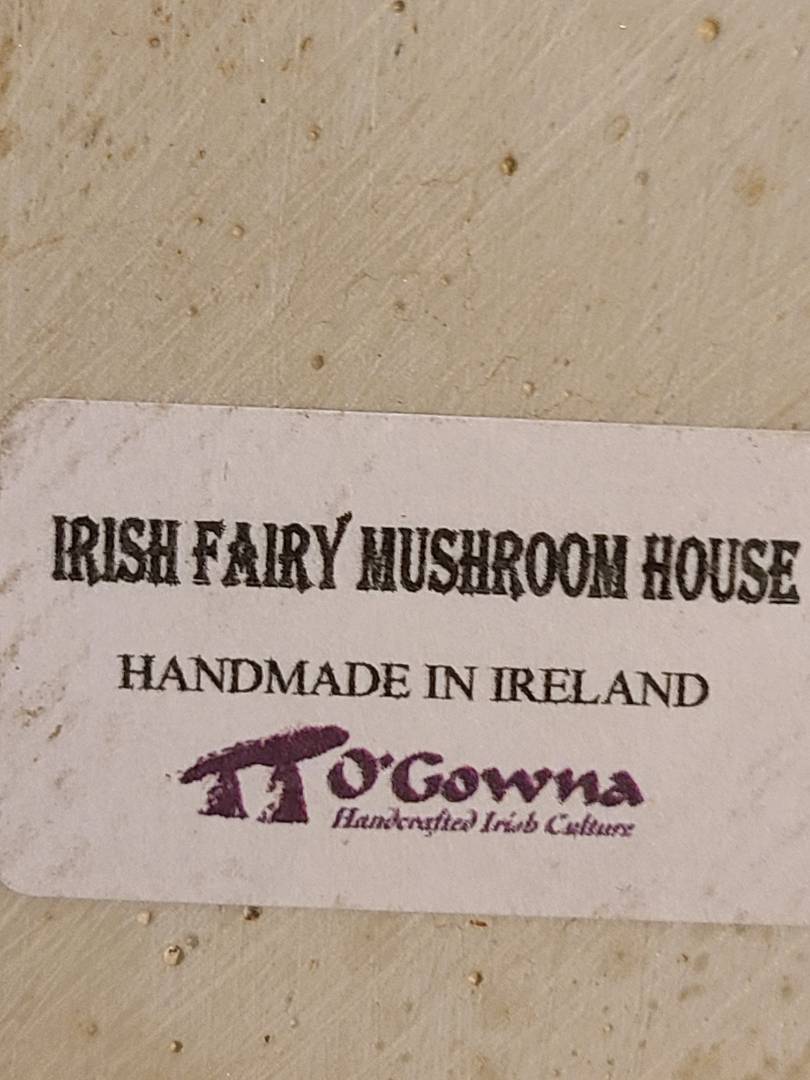 IRISH FAIRY MUSHROOM HOUSE
HANDMADE IN IRELAND
O'Gowna
Handcrafted Irish Culture